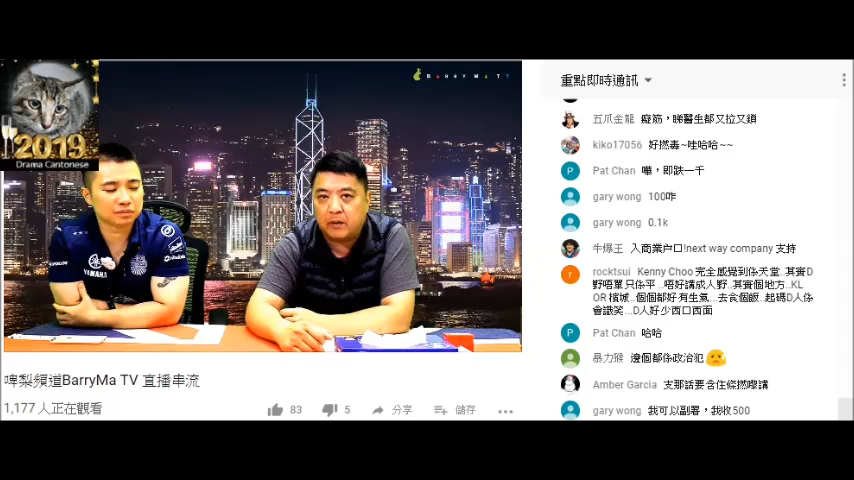 BARRYMA TV
2019
Drama Cantonese
YAMAHA
啤梨頻道BarryMa TV 直播串流
1,177 人正在觀看
83
5
分享
儲存
重點即時通訊
五爪金龍 癡筋，睇醫生都又拉又鎖
kiko17056 好撚毒~哇哈哈~~
Pat Chan 嘩，即跌一千
gary wong 100咋
gary wong 0.1k
牛爆王 入商業户口!next way company 支持
rocktsui Kenny Choo 完全感覺到係天堂..其實D
野唔單只係平 ..唔好講成人野..其實個地方..KL
OR 檳城..個個都好有生氣....去食個飯..起碼D人係
會識笑...D人好少西口西面
Pat Chan 哈哈
暴力猴 邊個都係政治犯
Amber Garcia 支那話要含住條撚嚟講
gary wong 我可以副署，我收500